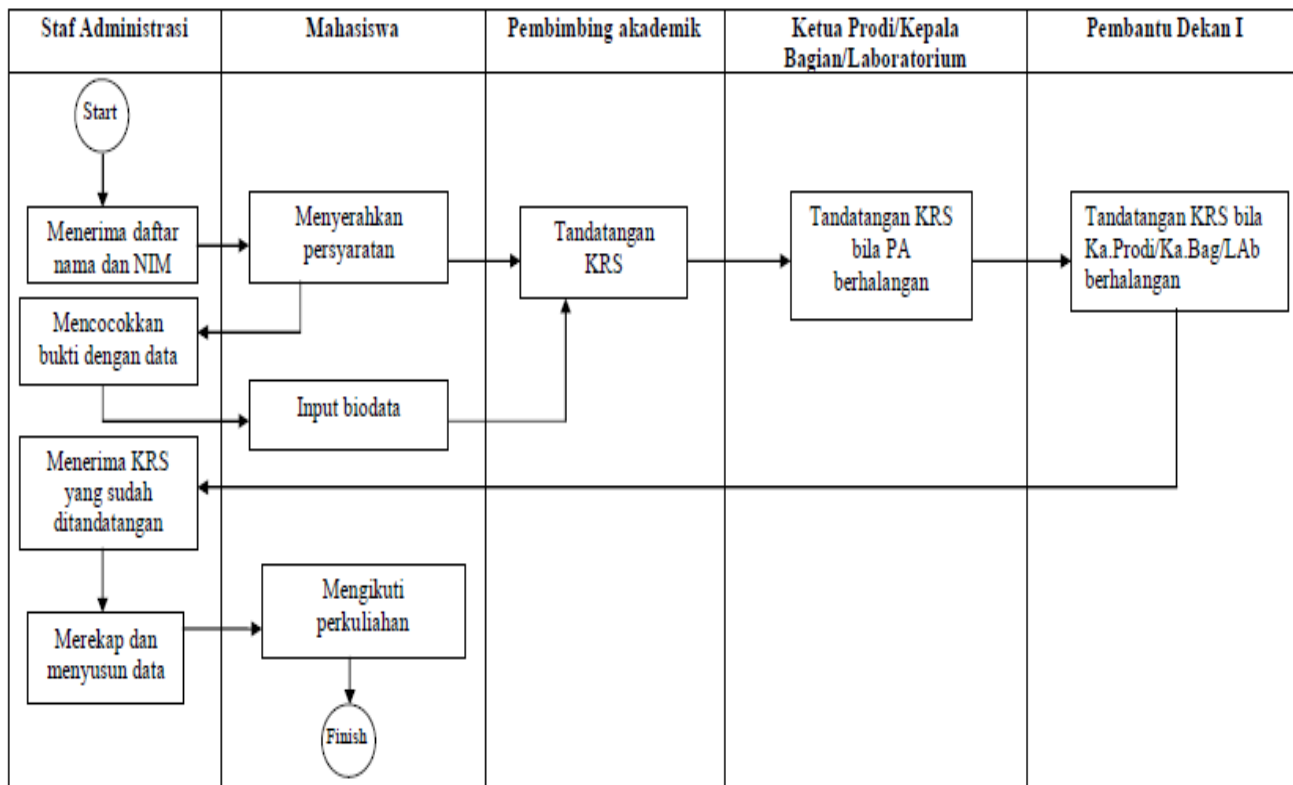 Staf Administrasi
Mahasiswa
Pembimbing akademik
Ketua Prodi/Kepala
Bagian/Laboratorium
Pembantu Dekan I
Start
Menerima daftar
nama dan NIM
Menyerahkan
persyaratan
Tandatangan
KRS
Tandatangan KRS
bila PA
berhalangan
Tandatangan KRS bila
Ka.Prodi/Ka.Bag/LAb
berhalangan
Mencocokkan
bukti dengan data
Input biodata
Menerima KRS
yang sudah
ditandatangan
Merekap dan
menyusun data
Mengikuti
perkuliahan
Finish